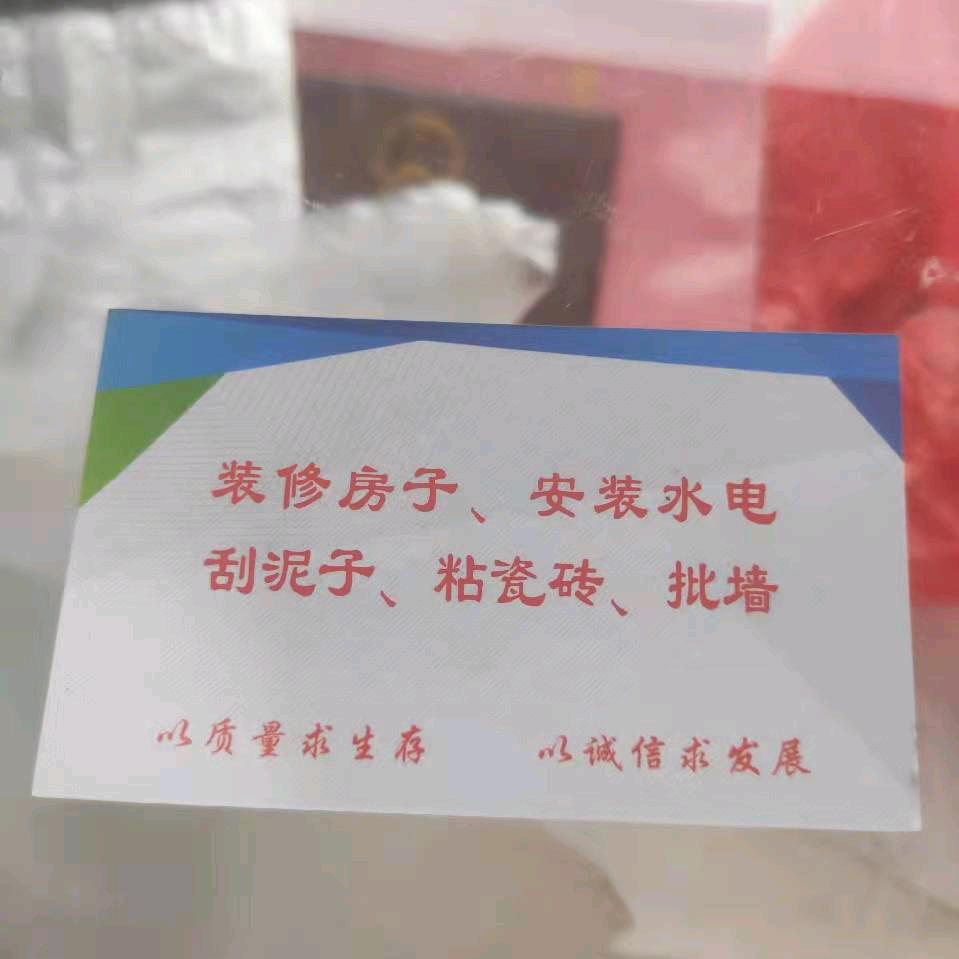 装修房子、安装水电
刮泥子、粘瓷砖、批墙
以质量求生存 以诚信求发展